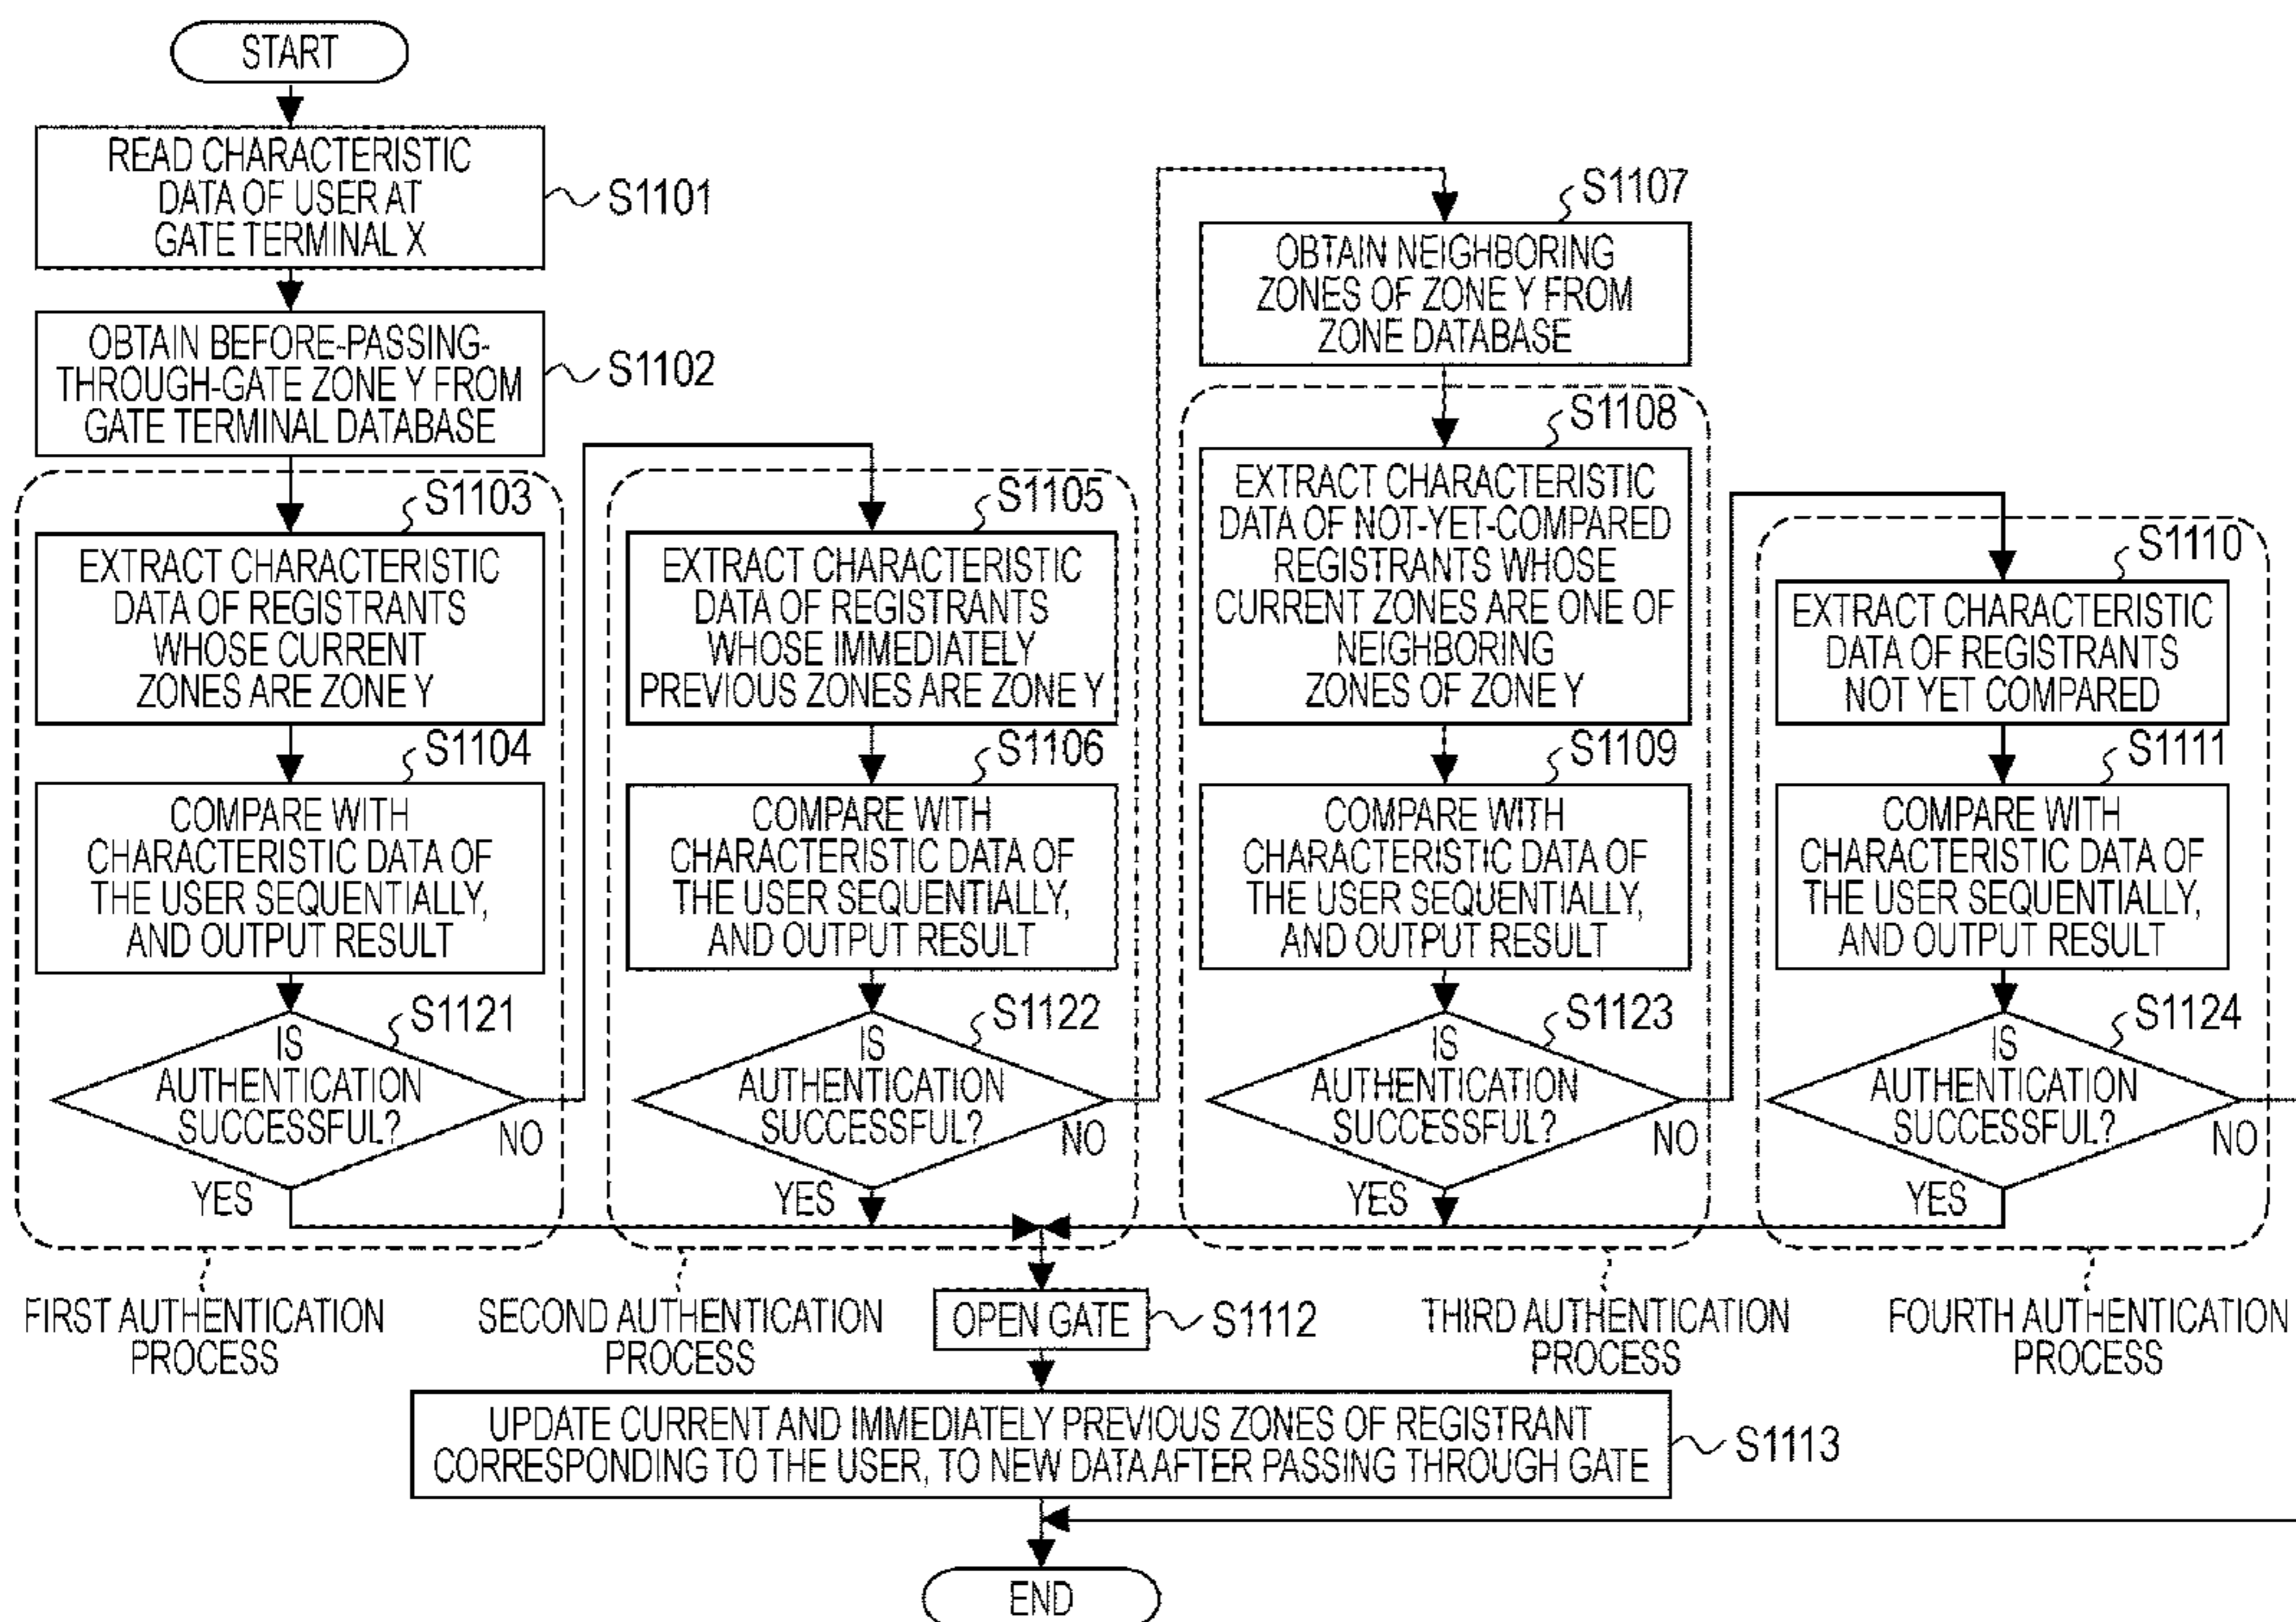 START
READ CHARACTERISTIC
DATA OF USER AT
GATE TERMINAL X
S1101
OBTAIN BEFORE-PASSING-
THROUGH-GATE ZONE Y FROM
GATE TERMINAL DATABASE
S1102
S1103
EXTRACT CHARACTERISTIC
DATA OF REGISTRANTS
WHOSE CURRENT
ZONES ARE ZONE Y
S1104
COMPARE WITH
CHARACTERISTIC DATA OF
THE USER SEQUENTIALLY,
AND OUTPUT RESULT
S1121
IS
AUTHENTICATION
SUCCESSFUL?
NO
YES
FIRST AUTHENTICATION
PROCESS
S1105
EXTRACT CHARACTERISTIC
DATA OF REGISTRANTS
WHOSE IMMEDIATELY
PREVIOUS ZONES ARE ZONE Y
S1106
COMPARE WITH
CHARACTERISTIC DATA OF
THE USER SEQUENTIALLY,
AND OUTPUT RESULT
S1122
IS
AUTHENTICATION
SUCCESSFUL?
NO
YES
SECOND AUTHENTICATION
PROCESS
S1107
OBTAIN NEIGHBORING
ZONES OF ZONE Y FROM
ZONE DATABASE
S1108
EXTRACT CHARACTERISTIC
DATA OF NOT-YET-COMPARED
REGISTRANTS WHOSE
CURRENT ZONES ARE ONE OF
NEIGHBORING
ZONES OF ZONE Y
S1109
COMPARE WITH
CHARACTERISTIC DATA OF
THE USER SEQUENTIALLY,
AND OUTPUT RESULT
S1123
IS
AUTHENTICATION
SUCCESSFUL?
NO
YES
THIRD AUTHENTICATION
PROCESS
S1110
EXTRACT CHARACTERISTIC
DATA OF REGISTRANTS
NOT YET COMPARED
S1111
COMPARE WITH
CHARACTERISTIC DATA OF
THE USER SEQUENTIALLY,
AND OUTPUT RESULT
S1124
IS
AUTHENTICATION
SUCCESSFUL?
NO
YES
FOURTH AUTHENTICATION
PROCESS
OPEN GATE
S1112
UPDATE CURRENT AND IMMEDIATELY PREVIOUS ZONES OF REGISTRANT
CORRESPONDING TO THE USER, TO NEW DATA AFTER PASSING THROUGH GATE
S1113
END